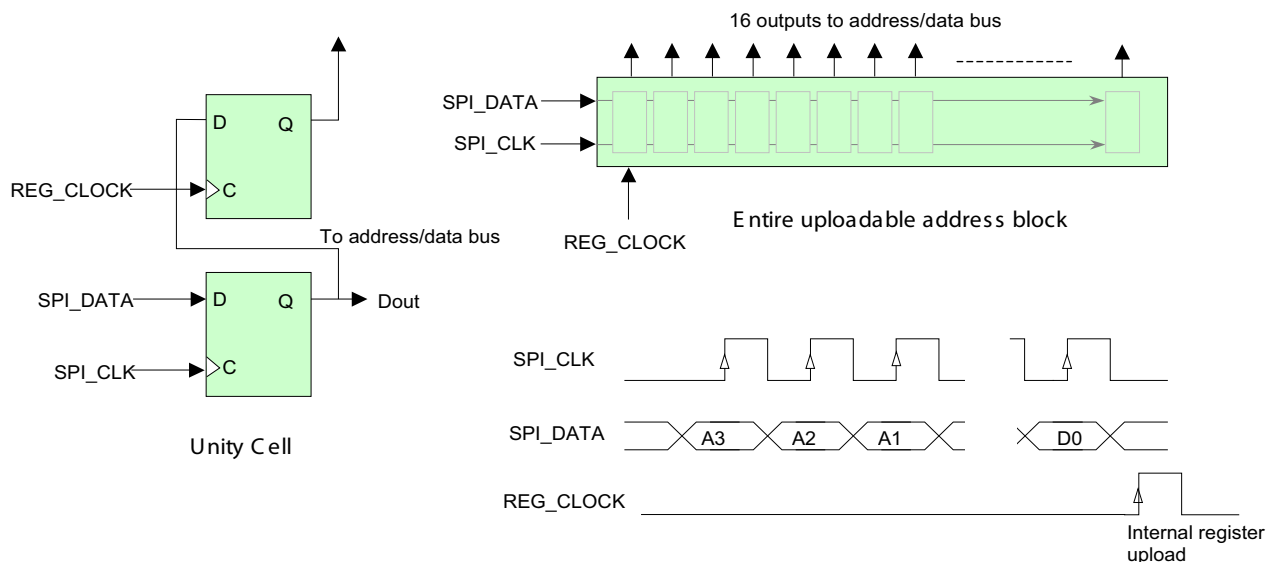 D
Q
REG_CLOCK
C
To address/data bus
SPI_DATA
D
Q
Dout
SPI_CLK
C
Unity Cell
16 outputs to address/data bus
SPI_DATA
SPI_CLK
REG_CLOCK
Entire uploadable address block
SPI_CLK
SPI_DATA
A3
A2
A1
D0
REG_CLOCK
Internal register
upload